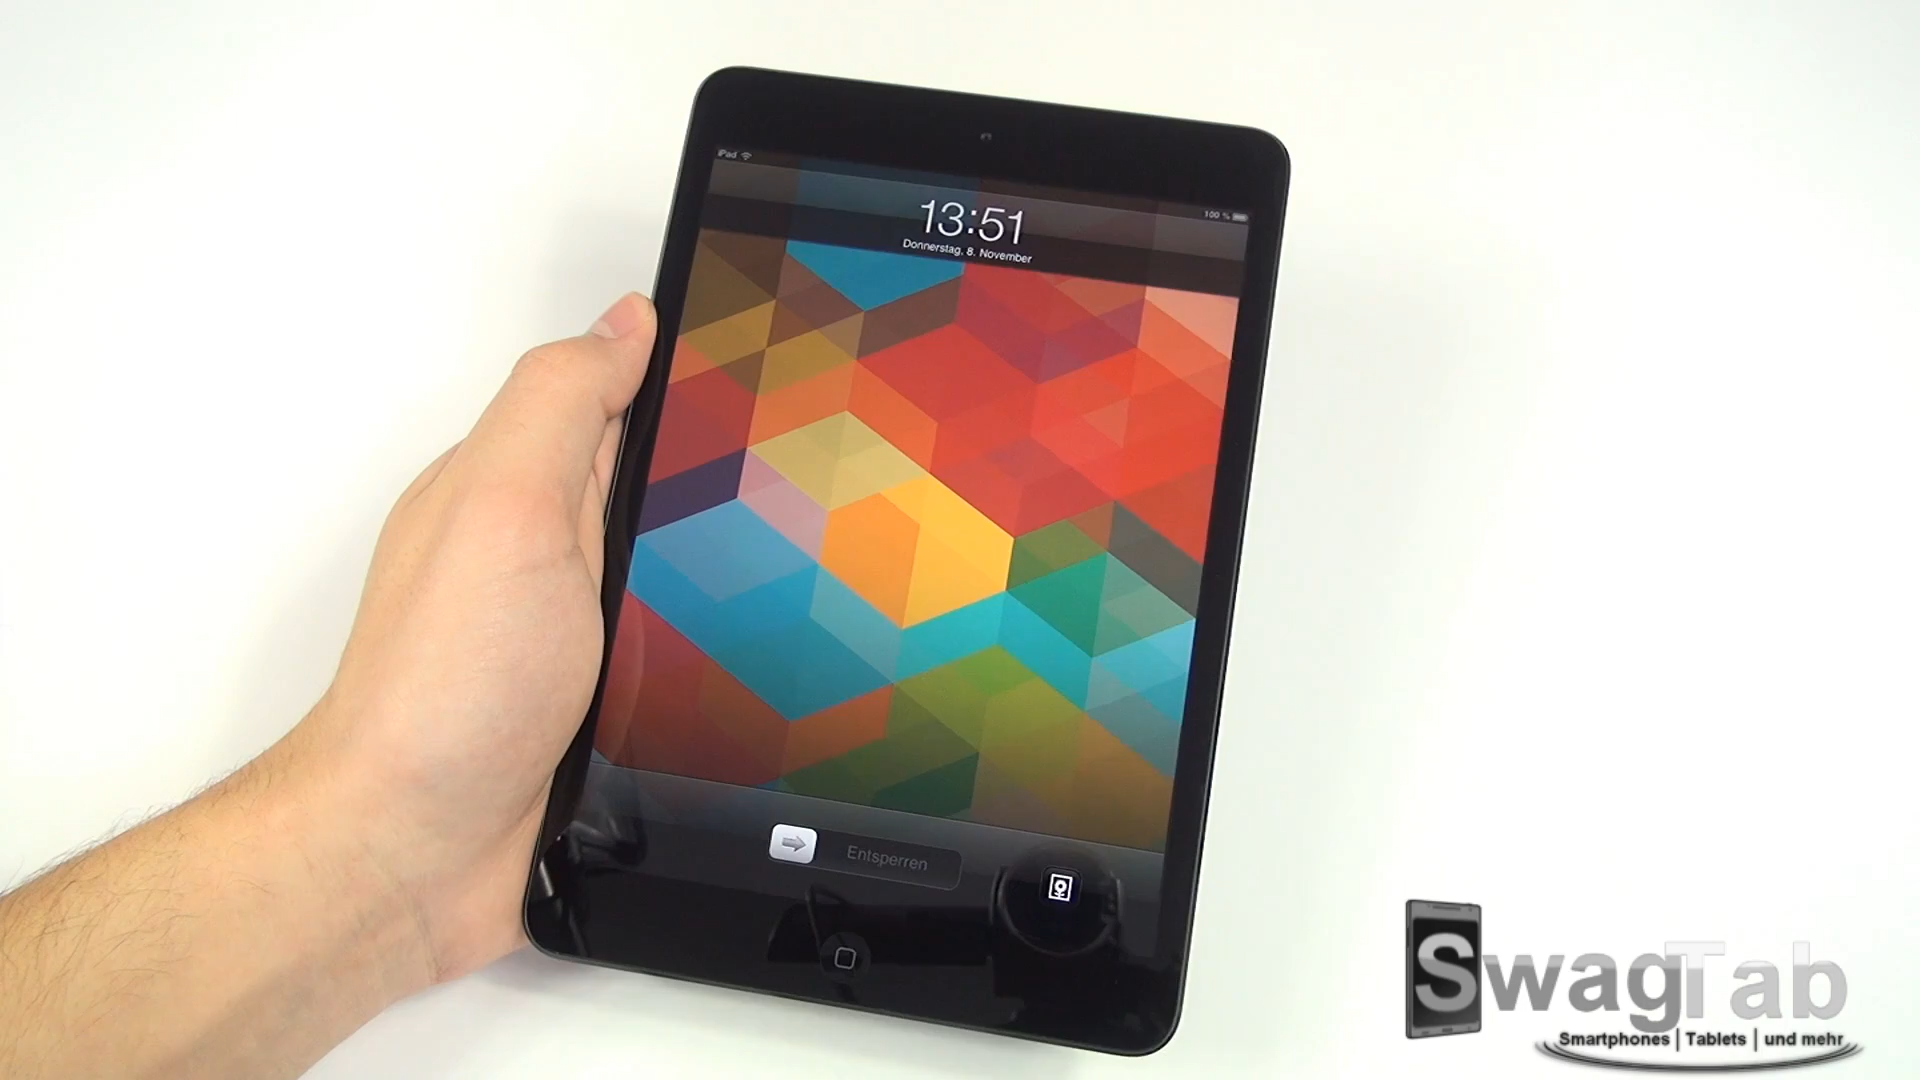 iPad
100 %
13:51
Donnerstag, 8. November
Entsperren
SwagTab
Smartphones | Tablets | und mehr